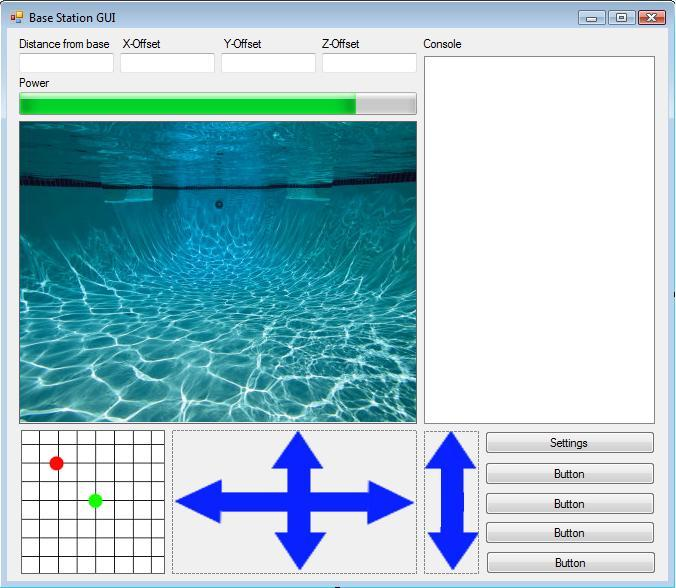 Base Station GUI
Distance from base X-Offset Y-Offset Z-Offset Console
Power
Settings
Button
Button
Button
Button